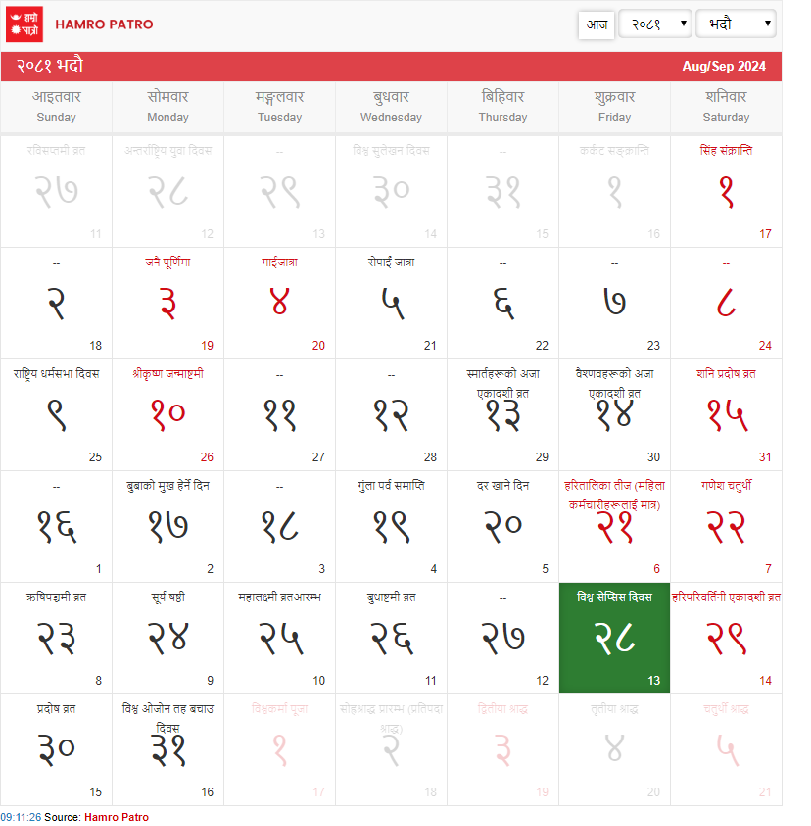 हाम्रो
पात्रो
HAMRO PATRO
आज
२०८१
भदौ
२०८१ भदौ
Aug/Sep 2024
आइतवार सोमवार मङ्गलवार बुधवार बिहिवार शुक्रवार शनिवार
Sunday Monday Tuesday Wednesday Thursday Friday Saturday
रविसप्तमी व्रत अन्तर्राष्ट्रिय युवा दिवस -- विश्व सुलेखन दिवस -- कर्कट सङ्क्रान्ति सिंह संक्रान्ति
२७ २८ २९ ३० ३१ १ १
11 12 13 14 15 16 17
-- जनै पूर्णिमा गाईजात्रा रोपाइँ जात्रा -- -- --
२ ३ ४ ५ ६ ७ ८
18 19 20 21 22 23 24
राष्ट्रिय धर्मसभा दिवस श्रीकृष्ण जन्माष्टमी -- -- स्मार्तहरूको अजा वैष्णवहरूको अजा शनि प्रदोष व्रत
एकादशी व्रत एकादशी व्रत
९ १० ११ १२ १३ १४ १५
25 26 27 28 29 30 31
-- बुबाको मुख हेर्ने दिन -- गुंला पर्व समाप्ति दर खाने दिन हरितालिका तीज (महिला गणेश चतुर्थी
कर्मचारीहरूलाई मात्र)
१६ १७ १८ १९ २० २१ २२
1 2 3 4 5 6 7
ऋषिपञ्चमी व्रत सूर्य षष्ठी महालक्ष्मी व्रतआरम्भ बुधाष्टमी व्रत -- विश्व सेप्सिस दिवस हरिपरिवर्तिनी एकादशी व्रत
२३ २४ २५ २६ २७ २८ २९
8 9 10 11 12 13 14
प्रदोष व्रत विश्व ओजोन तह बचाउ विश्वकर्मा पूजा सोह्रश्राद्ध प्रारम्भ (प्रतिपदा द्वितीया श्राद्ध तृतीया श्राद्ध चतुर्थी श्राद्ध
दिवस श्राद्ध)
३० ३१ १ २ ३ ४ ५
15 16 17 18 19 20 21
09:11:26 Source: Hamro Patro